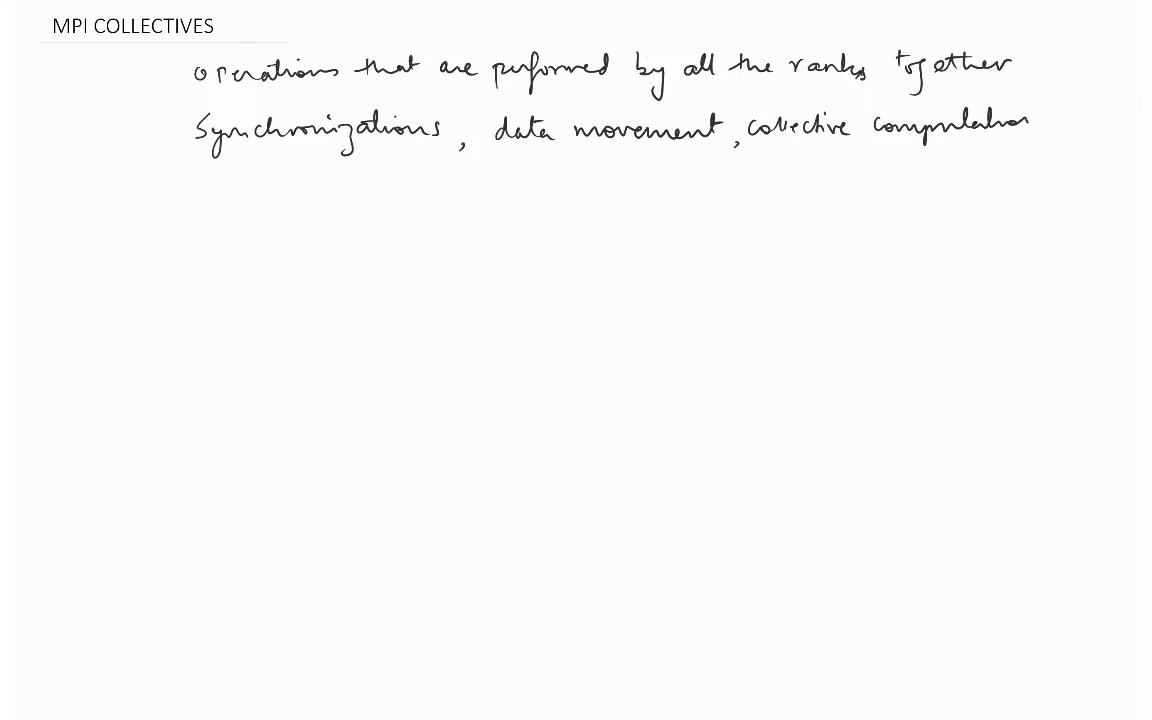 MPI COLLECTIVES
operations that are performed by all the ranks together
Synchronizations, data movement, collective computation